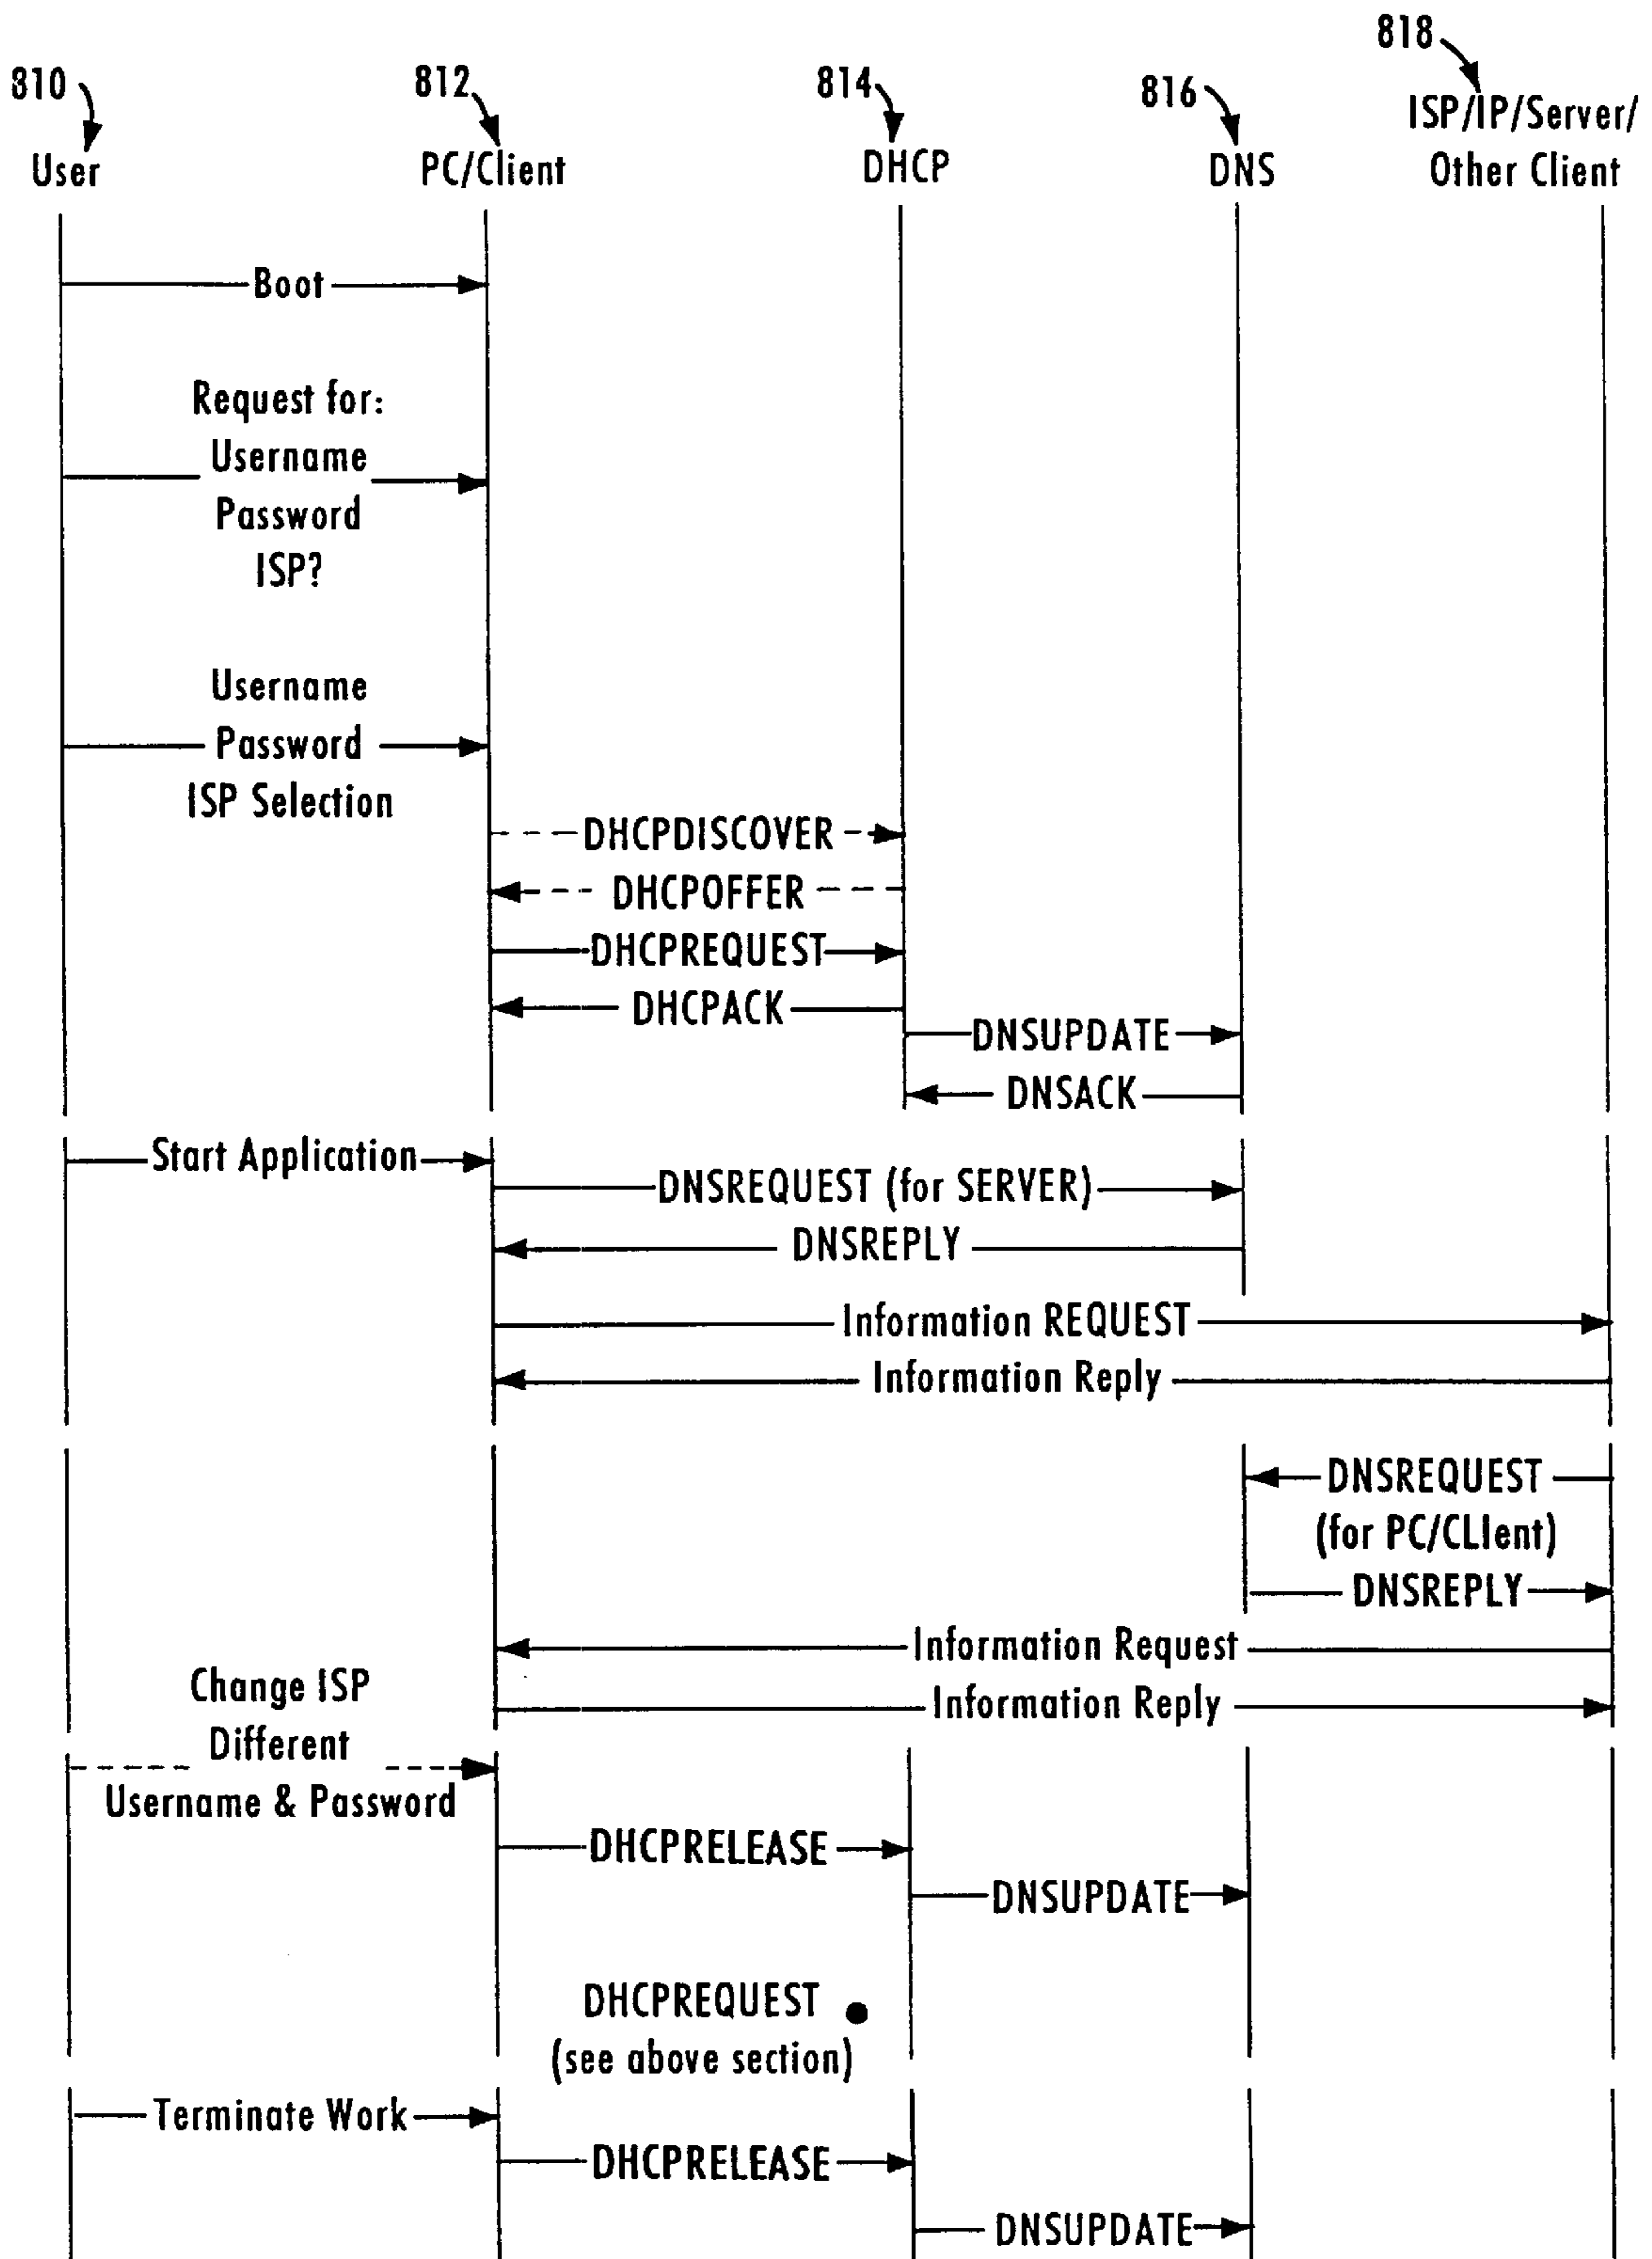 810
812
814
816
818
User
PC/Client
DHCP
DNS
ISP/IP/Server/
Other Client
Boot
Request for:
Username
Password
ISP?
Username
Password
ISP Selection
DHCPDISCOVER
DHCPOFFER
DHCPREQUEST
DHCPACK
DNSUPDATE
DNSACK
Start Application
DNSREQUEST (for SERVER)
DNSREPLY
Information REQUEST
Information Reply
DNSREQUEST
(for PC/CLIent)
DNSREPLY
Information Request
Information Reply
Change ISP
Different
Username & Password
DHCPRELEASE
DNSUPDATE
DHCPREQUEST
(see above section)
Terminate Work
DHCPRELEASE
DNSUPDATE